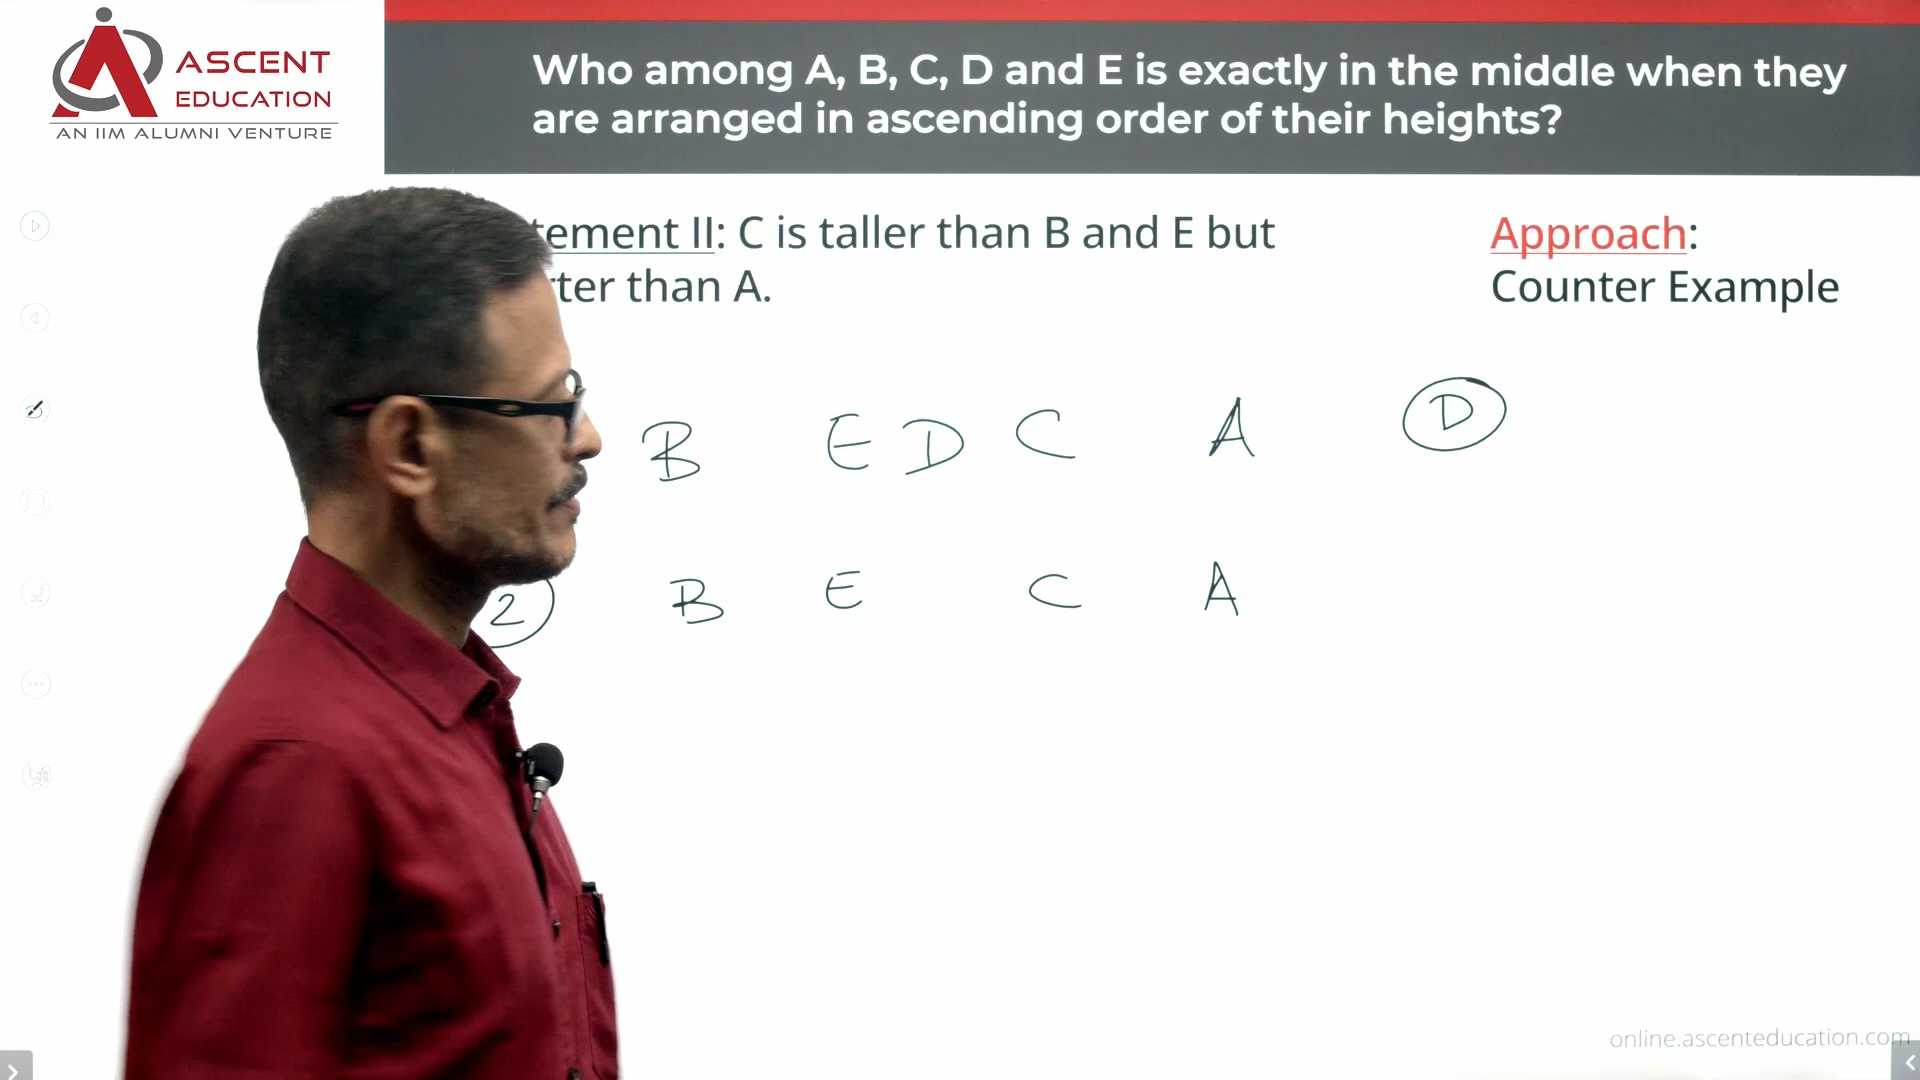 ASCENT
EDUCATION
AN IIM ALUMNI VENTURE
Who among A, B, C, D and E is exactly in the middle when they
are arranged in ascending order of their heights?
tement II: C is taller than B and E but
rter than A.
Approach:
Counter Example
B E D C A D
2 B E C A
online.ascenteducation.com